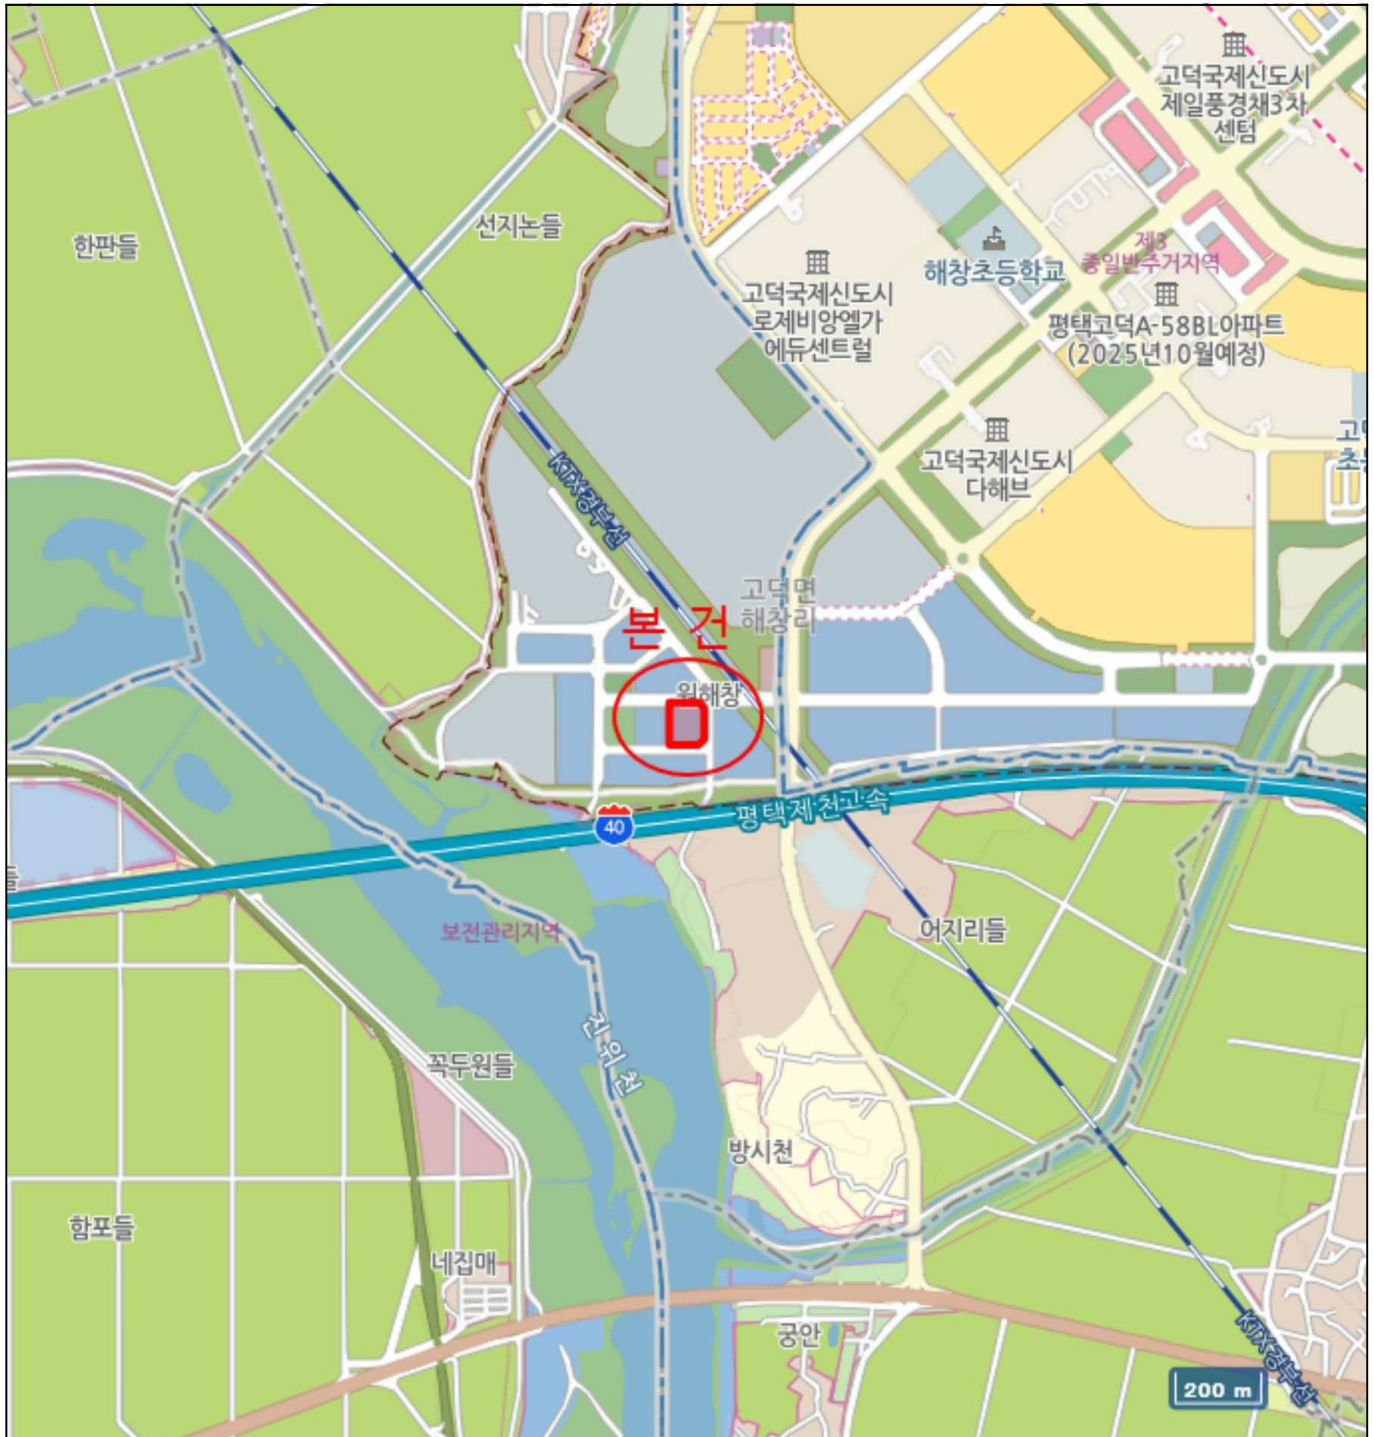 고덕국제신도시
제일풍경채3차
센텀
선지논들
한판들
제3
종일반주거지역
해창초등학교
고덕국제신도시
로제비앙엘가
에듀센트럴
평택고덕A-58BL아파트
(2025년10월예정)
고덕국제신도시
다해브
KTX경부선
고덕면
해창리
본 건
원해창
평택제천고속
40
보전관리지역
어지리들
진위천
꼭두원들
방시천
함포들
네집매
궁안
KTX경부선
200 m